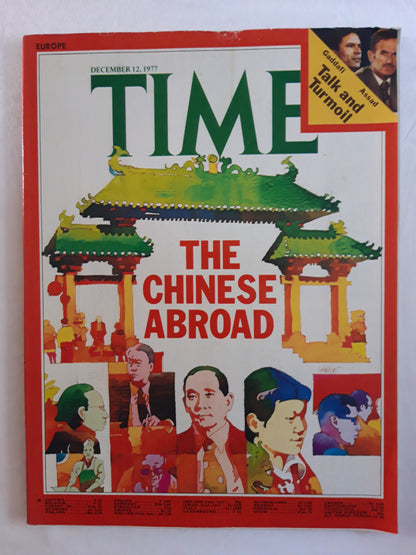 EUROPE
DECEMBER 12, 1977
TIME
Gaddafi
Assad
Talk and
Turmoil
THE
CHINESE
ABROAD